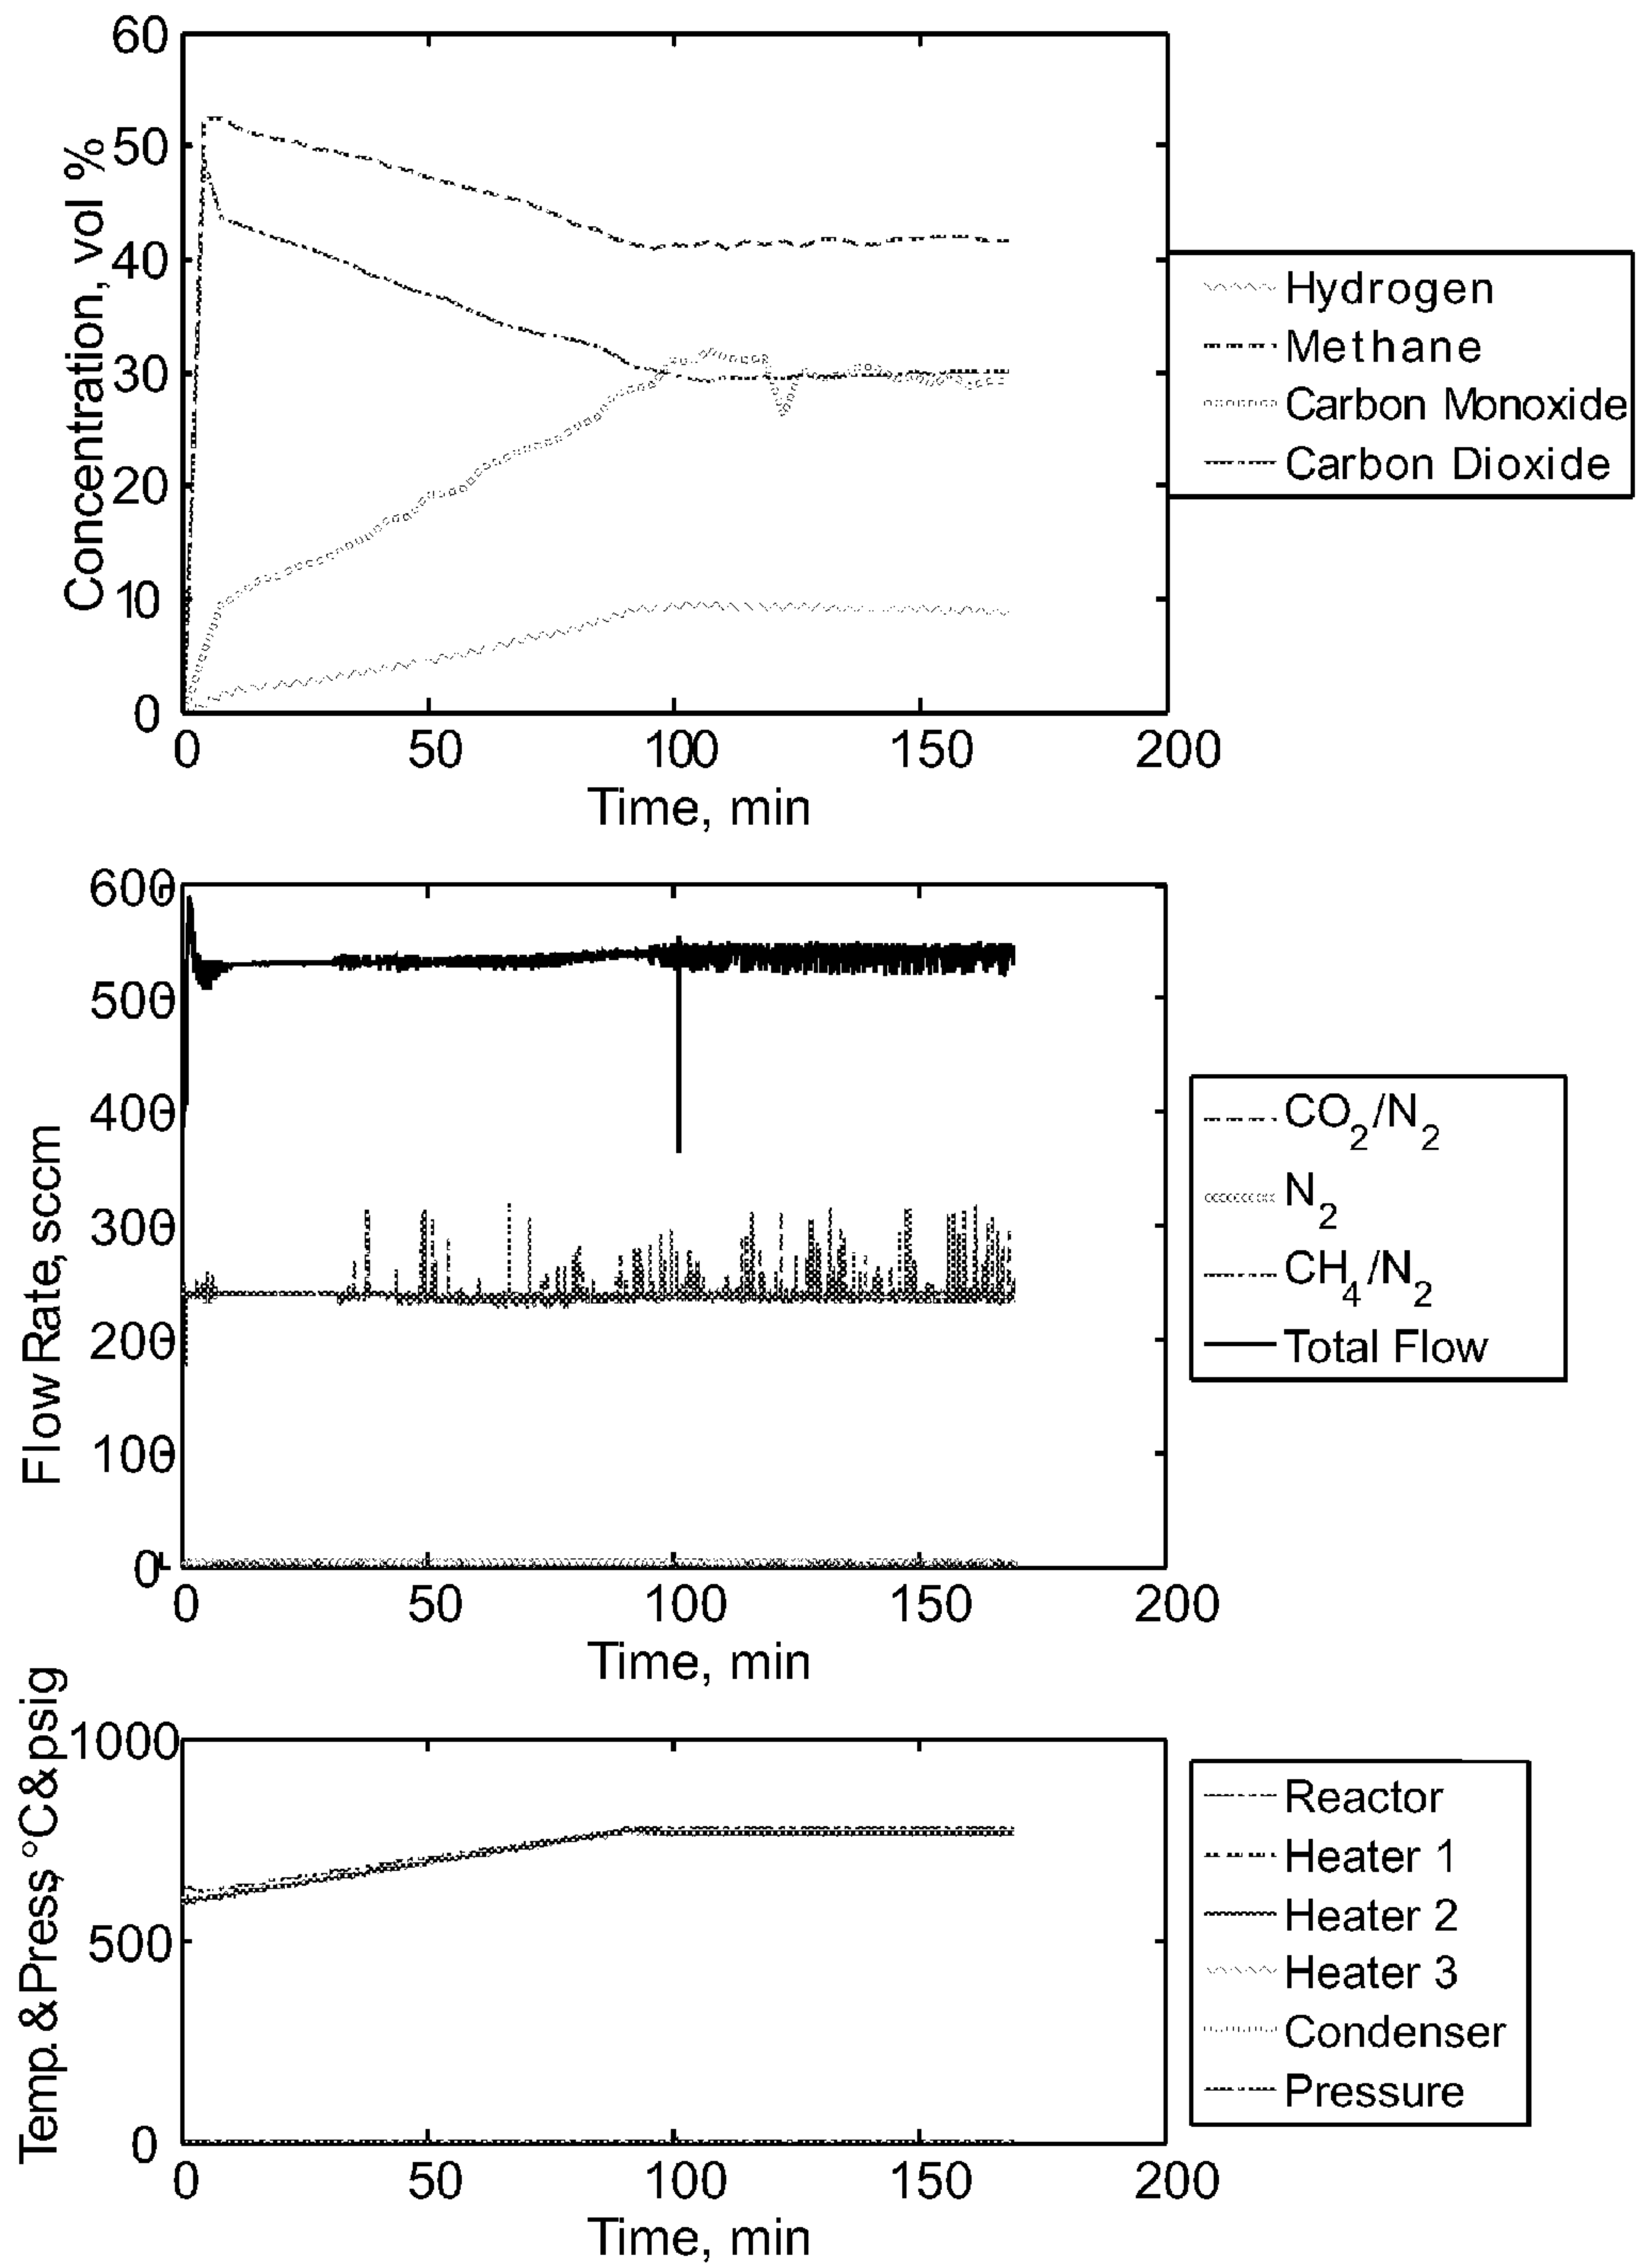 60
50
40
30
20
10
0
Concentration, vol %
0 50 100 150 200
Time, min
Hydrogen
Methane
Carbon Monoxide
Carbon Dioxide
600
500
400
300
200
100
0
Flow Rate, sccm
0 50 100 150 200
Time, min
CO2/N2
N2
CH4/N2
Total Flow
1000
500
0
Temp. & Press, °C & psig
0 50 100 150 200
Time, min
Reactor
Heater 1
Heater 2
Heater 3
Condenser
Pressure